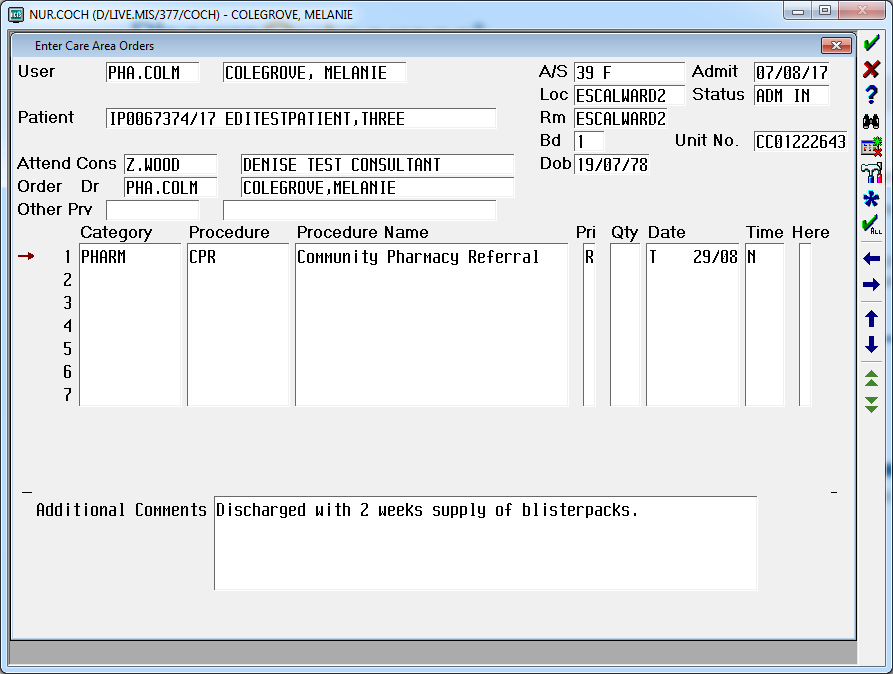 NUR.COCH (D/LIVE.MIS/377/COCH) - COLEGROVE, MELANIE
Enter Care Area Orders
User PHA.COLM COLEGROVE, MELANIE A/S 39 F Admit 07/08/17
Loc ESCALWARD2 Status ADM IN
Patient IP0067374/17 EDITESTPATIENT,THREE Rm ESCALWARD2
Bd 1 Unit No. CC01222643
Attend Cons Z.WOOD DENISE TEST CONSULTANT Dob 19/07/78
Order Dr PHA.COLM COLEGROVE,MELANIE
Other Prv
Category Procedure Procedure Name Pri Qty Date Time Here
1 PHARM CPR Community Pharmacy Referral R T 29/08 N
2
3
4
5
6
7
Additional Comments Discharged with 2 weeks supply of blisterpacks.
ALL